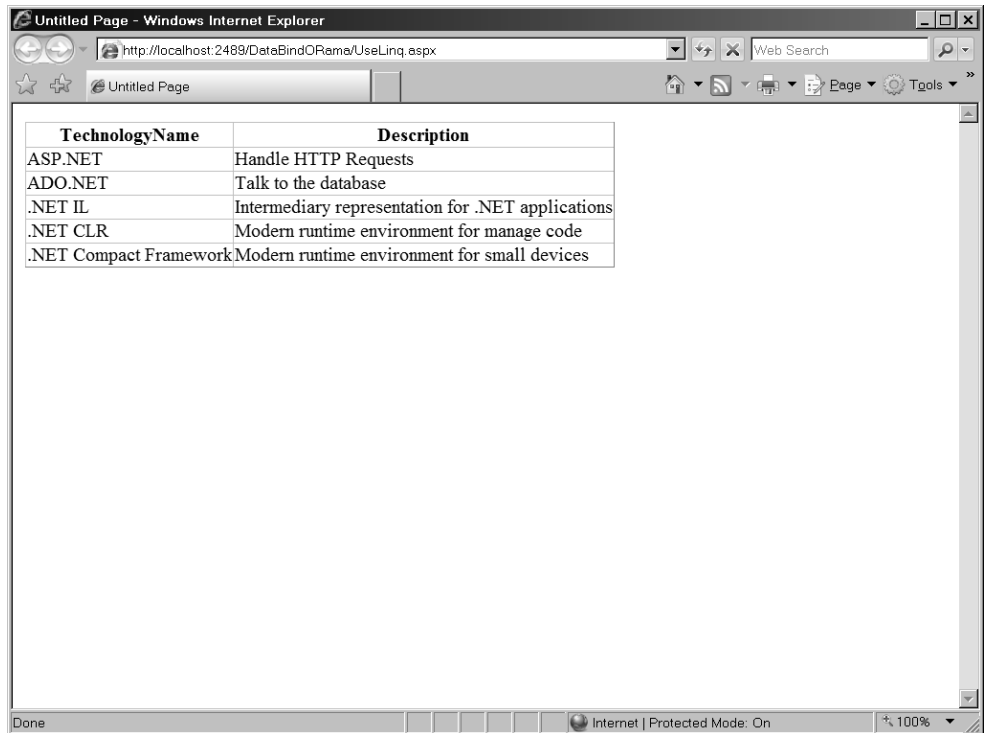 Untitled Page - Windows Internet Explorer
http://localhost:2489/DataBindORama/UseLinq.aspx Web Search
Untitled Page Page Tools »
TechnologyName Description
ASP.NET Handle HTTP Requests
ADO.NET Talk to the database
.NET IL Intermediary representation for .NET applications
.NET CLR Modern runtime environment for manage code
.NET Compact Framework Modern runtime environment for small devices
Done Internet | Protected Mode: On 100%